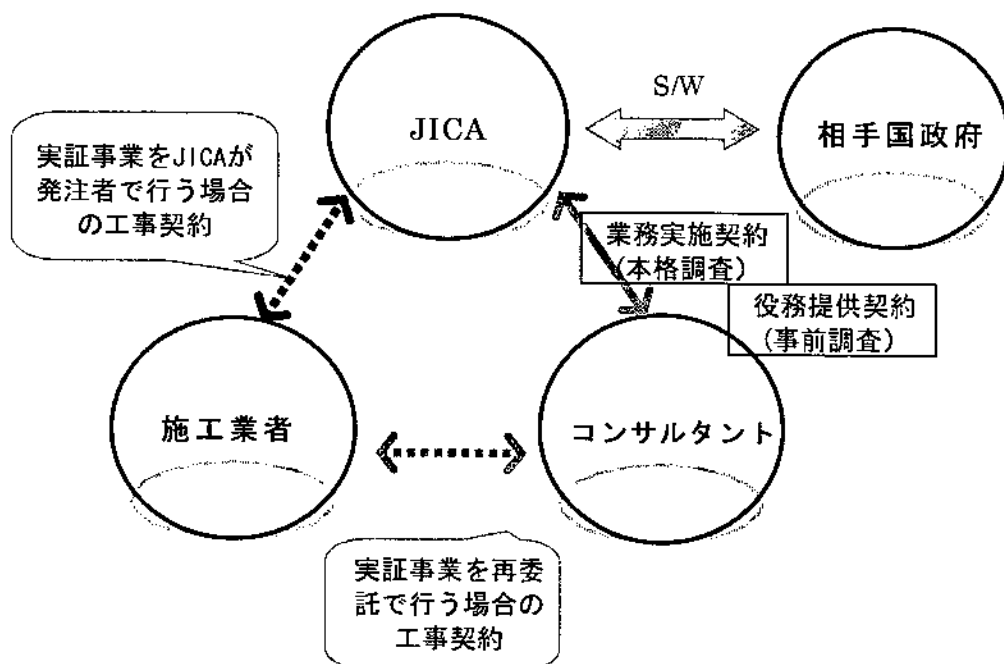 S/W
JICA
相手国政府
実証事業をJICAが
発注者で行う場合
の工事契約
業務実施契約
(本格調査)
役務提供契約
(事前調査)
施工業者
コンサルタント
実証事業を再委
託で行う場合の
工事契約